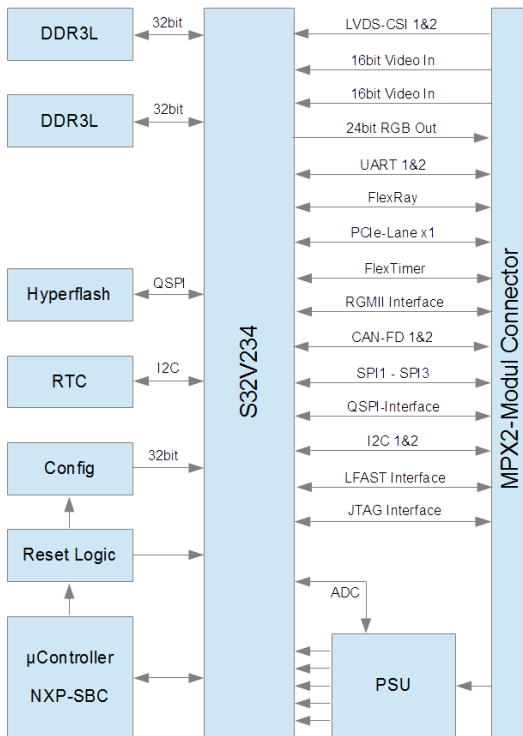 DDR3L
32bit
DDR3L
32bit
Hyperflash
QSPI
RTC
I2C
Config
32bit
Reset Logic
µController
NXP-SBC
S32V234
LVDS-CSI 1&2
16bit Video In
16bit Video In
24bit RGB Out
UART 1&2
FlexRay
PCIe-Lane x1
FlexTimer
RGMII Interface
CAN-FD 1&2
SPI1 - SPI3
QSPI-Interface
I2C 1&2
LFAST Interface
JTAG Interface
ADC
PSU
MPX2-Modul Connector